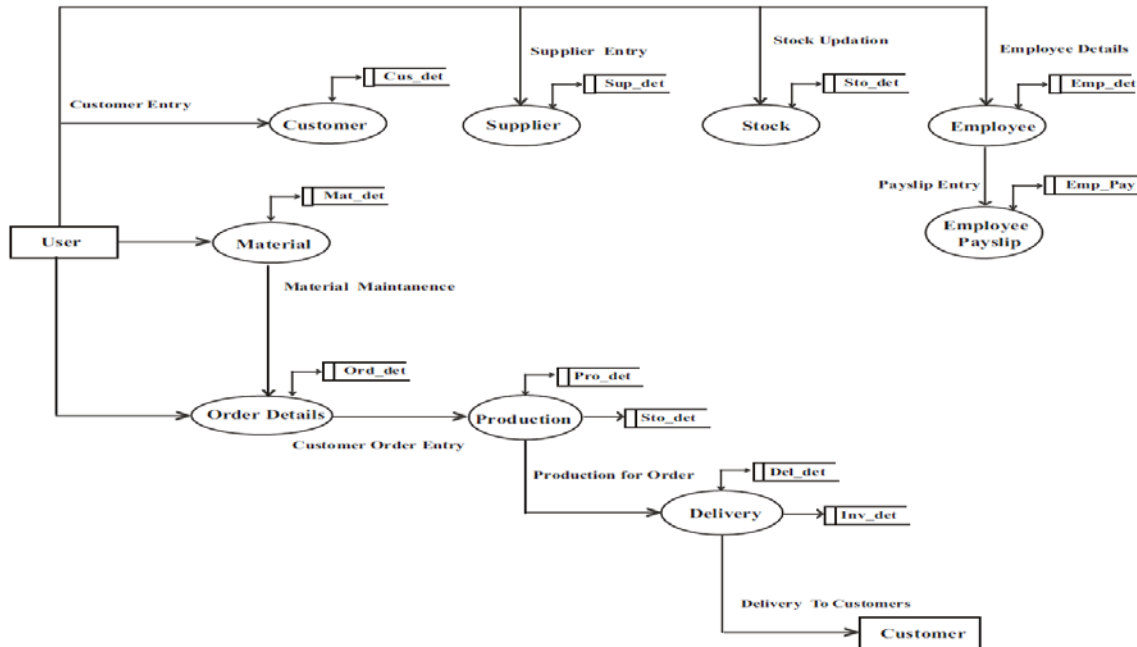 Supplier Entry
Stock Updation
Employee Details
Cus_det
Sup_det
Sto_det
Emp_det
Customer Entry
Customer
Supplier
Stock
Employee
Payslip Entry
Emp_Pay
Mat_det
Employee
Payslip
User
Material
Material Maintanence
Ord_det
Pro_det
Order Details
Production
Sto_det
Customer Order Entry
Production for Order
Del_det
Delivery
Inv_det
Delivery To Customers
Customer